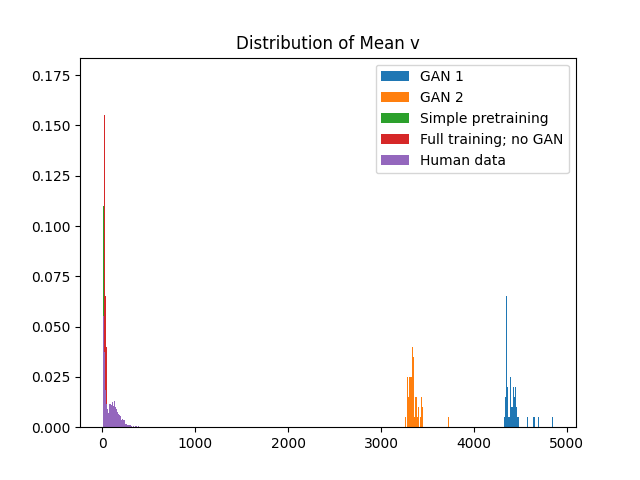 Distribution of Mean v
0.175
0.150
0.125
0.100
0.075
0.050
0.025
0.000
0
1000
2000
3000
4000
5000
GAN 1
GAN 2
Simple pretraining
Full training; no GAN
Human data